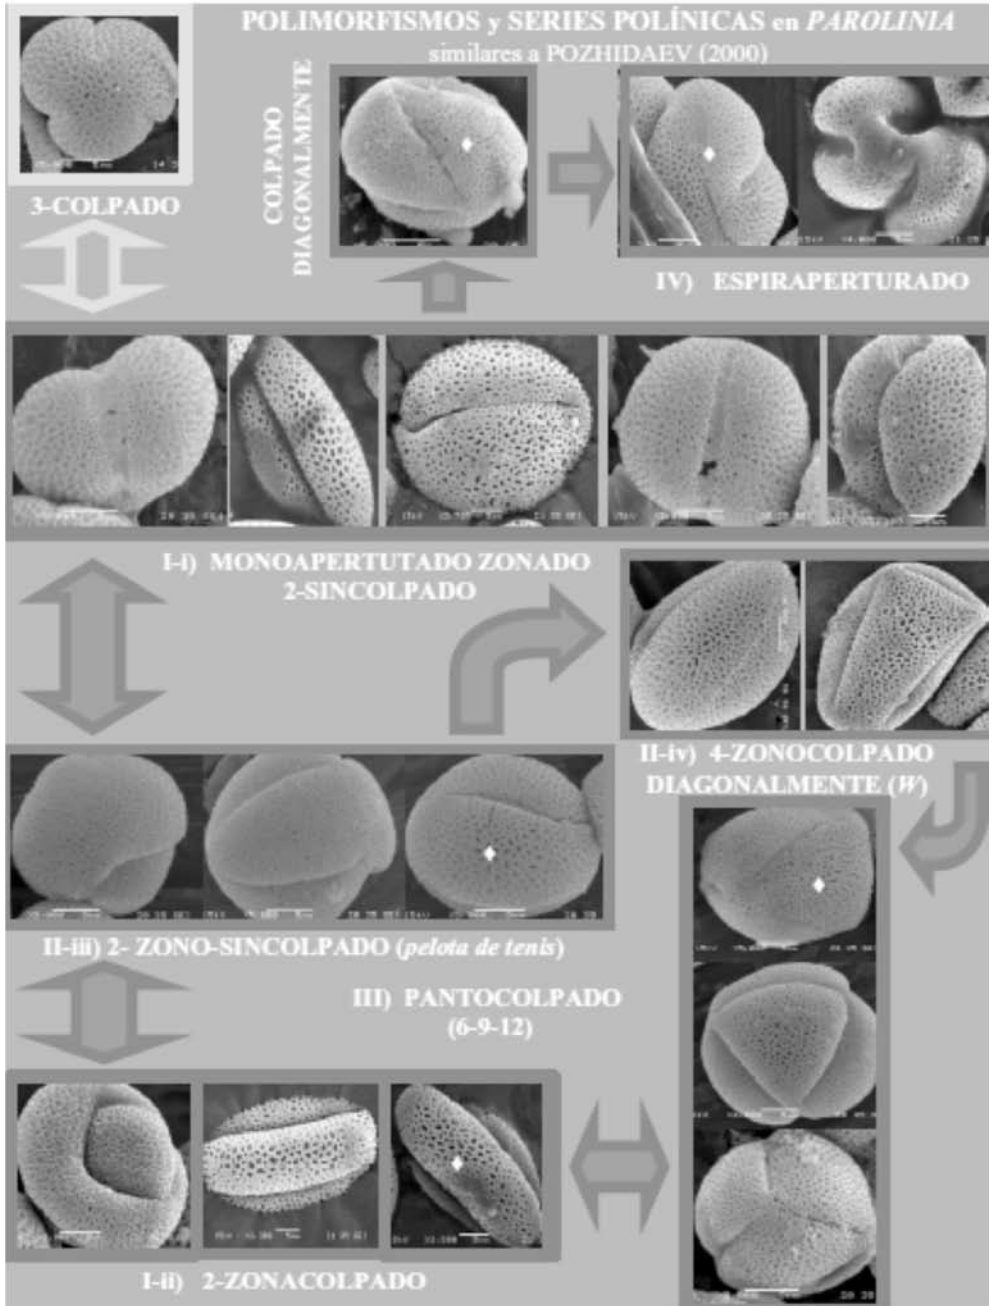 POLIMORFISMOS y SERIES POLÍNICAS en PAROLINIA
similares a POZHIDAEV (2000)
3-COLPADO
COLPADO
DIAGONALMENTE
IV) ESPIRAPERTURADO
I-i) MONOAPERTUTADO ZONADO
2-SINCOLPADO
II-iv) 4-ZONOCOLPADO
DIAGONALMENTE (W)
II-iii) 2- ZONO-SINCOLPADO (pelota de tenis)
III) PANTOCOLPADO
(6-9-12)
I-ii) 2-ZONACOLPADO